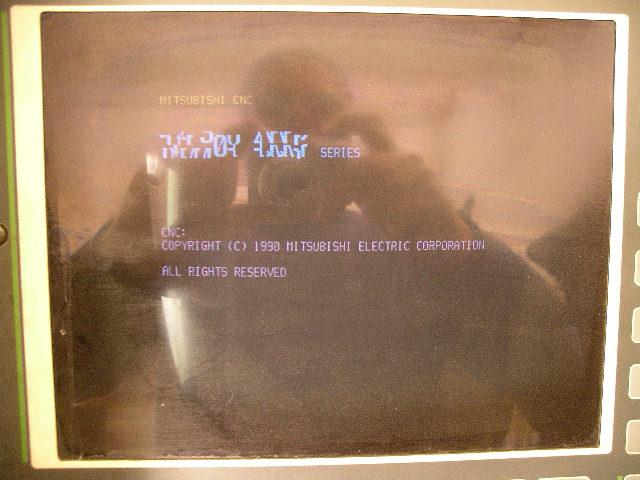 MITSUBISHI CNC
SERIES
CNC:
COPYRIGHT (C) 1990 MITSUBISHI ELECTRIC CORPORATION
ALL RIGHTS RESERVED